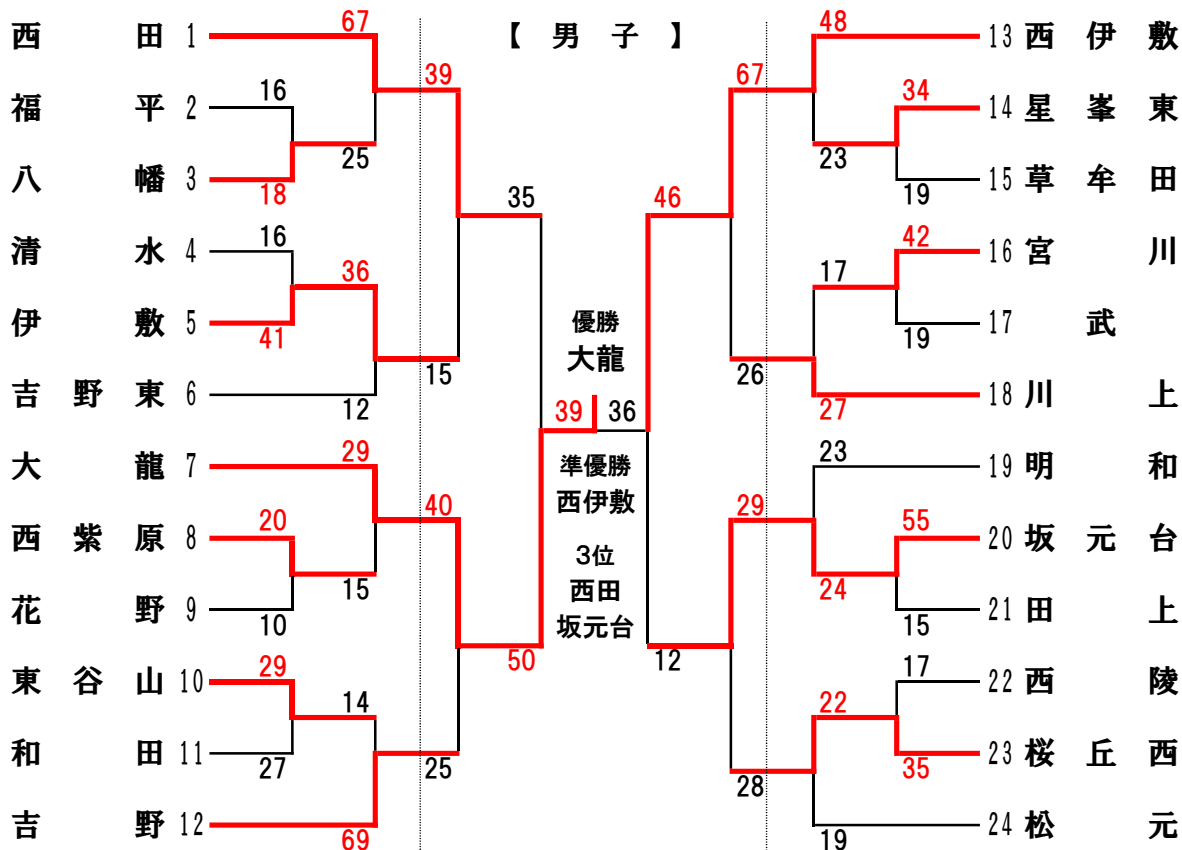 【 男 子 】
西田 1
福平 2
八幡 3
清水 4
伊敷 5
吉野東 6
大龍 7
西紫原 8
花野 9
東谷山 10
和田 11
吉野 12
67
16
18
25
39
16
41
36
12
15
35
29
20
10
15
40
29
27
14
69
25
50
優勝
大龍
39 36
準優勝
西伊敷
3位
西田
坂元台
46
12
67
26
29
28
48
23
34
19
17
42
19
27
23
24
55
15
22
17
35
19
13 西伊敷
14 星峯東
15 草牟田
16 宮川
17 武
18 川上
19 明和
20 坂元台
21 田上
22 西陵
23 桜丘西
24 松元